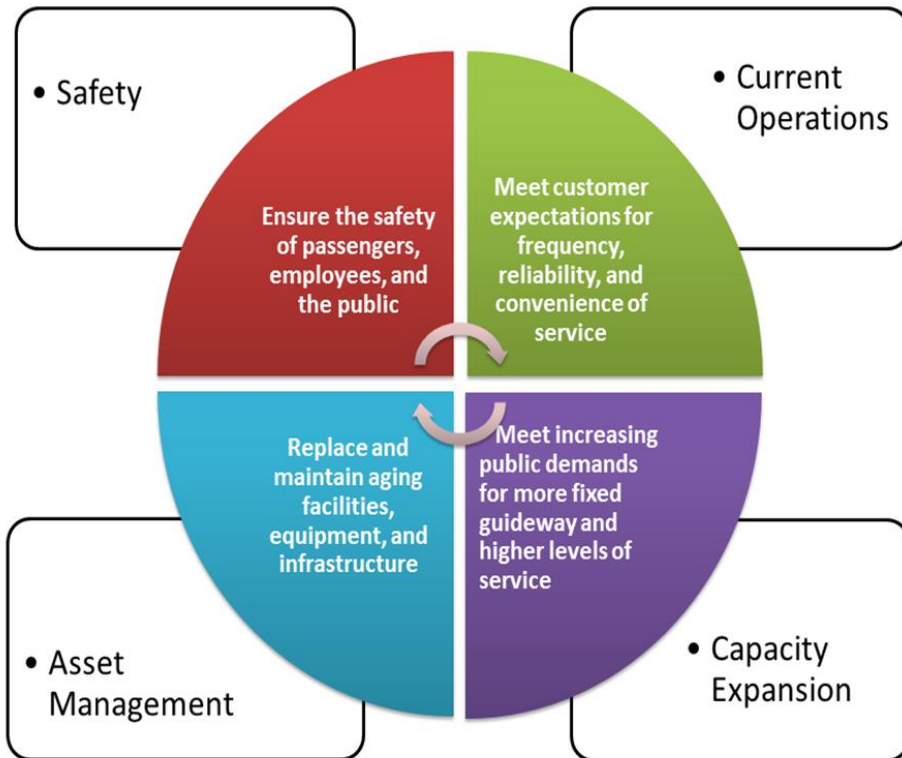 • Safety
Ensure the safety
of passengers,
employees, and
the public
• Current
Operations
Meet customer
expectations for
frequency,
reliability, and
convenience of
service
Replace and
maintain aging
facilities,
equipment, and
infrastructure
• Asset
Management
Meet increasing
public demands
for more fixed
guideway and
higher levels of
service
• Capacity
Expansion